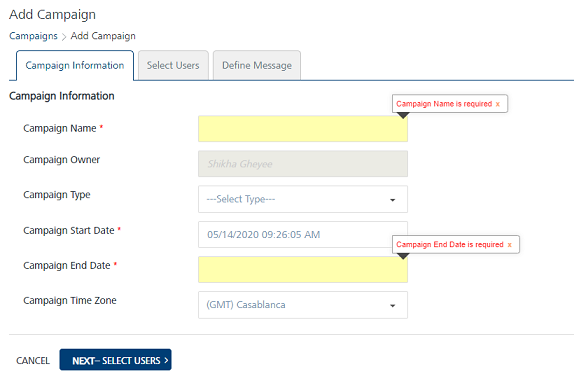 Add Campaign
Campaigns > Add Campaign
Campaign Information
Select Users
Define Message
Campaign Information
Campaign Name is required x
Campaign Name *
Campaign Owner
Shikha Gheyee
Campaign Type
---Select Type---
Campaign Start Date *
05/14/2020 09:26:05 AM
Campaign End Date is required x
Campaign End Date *
Campaign Time Zone
(GMT) Casablanca
CANCEL
NEXT– SELECT USERS >